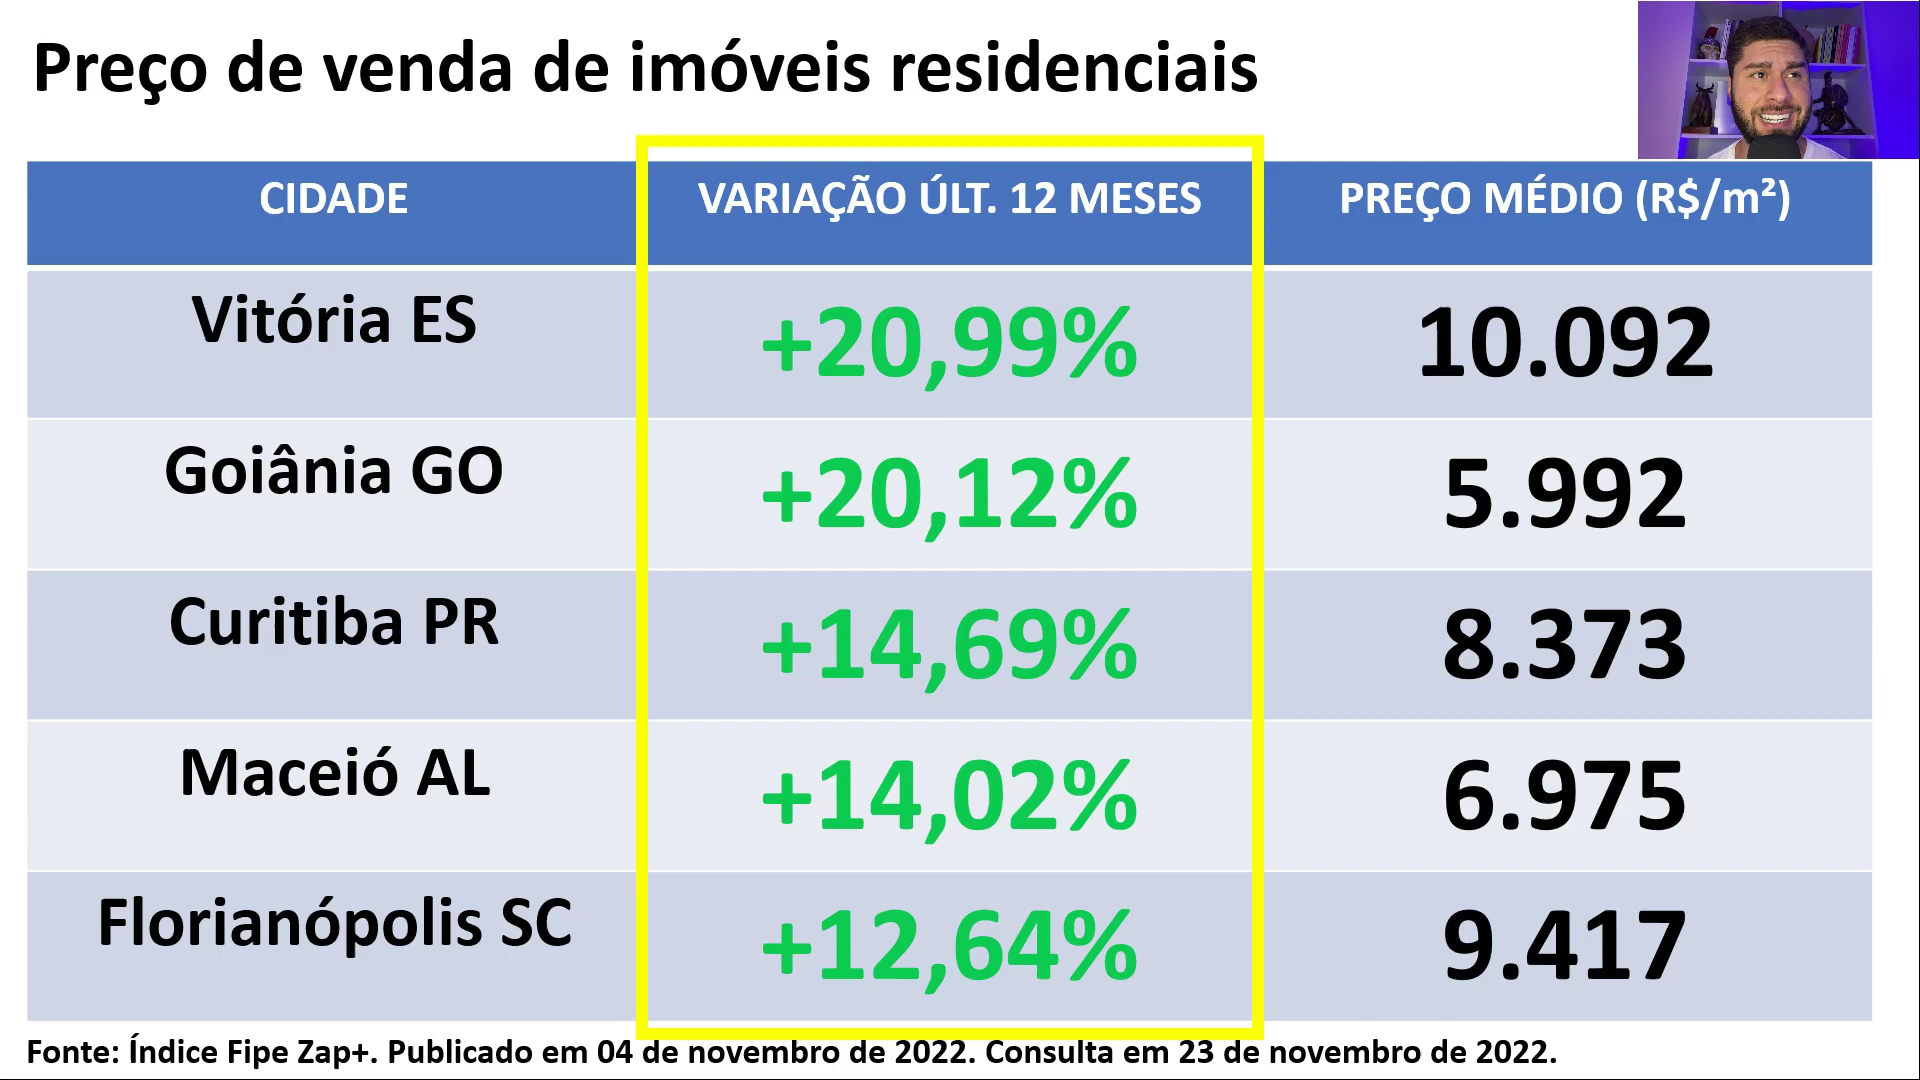 Preço de venda de imóveis residenciais
CIDADE VARIAÇÃO ÚLT. 12 MESES PREÇO MÉDIO (R$/m²)
Vitória ES +20,99% 10.092
Goiânia GO +20,12% 5.992
Curitiba PR +14,69% 8.373
Maceió AL +14,02% 6.975
Florianópolis SC +12,64% 9.417
Fonte: Índice Fipe Zap+. Publicado em 04 de novembro de 2022. Consulta em 23 de novembro de 2022.